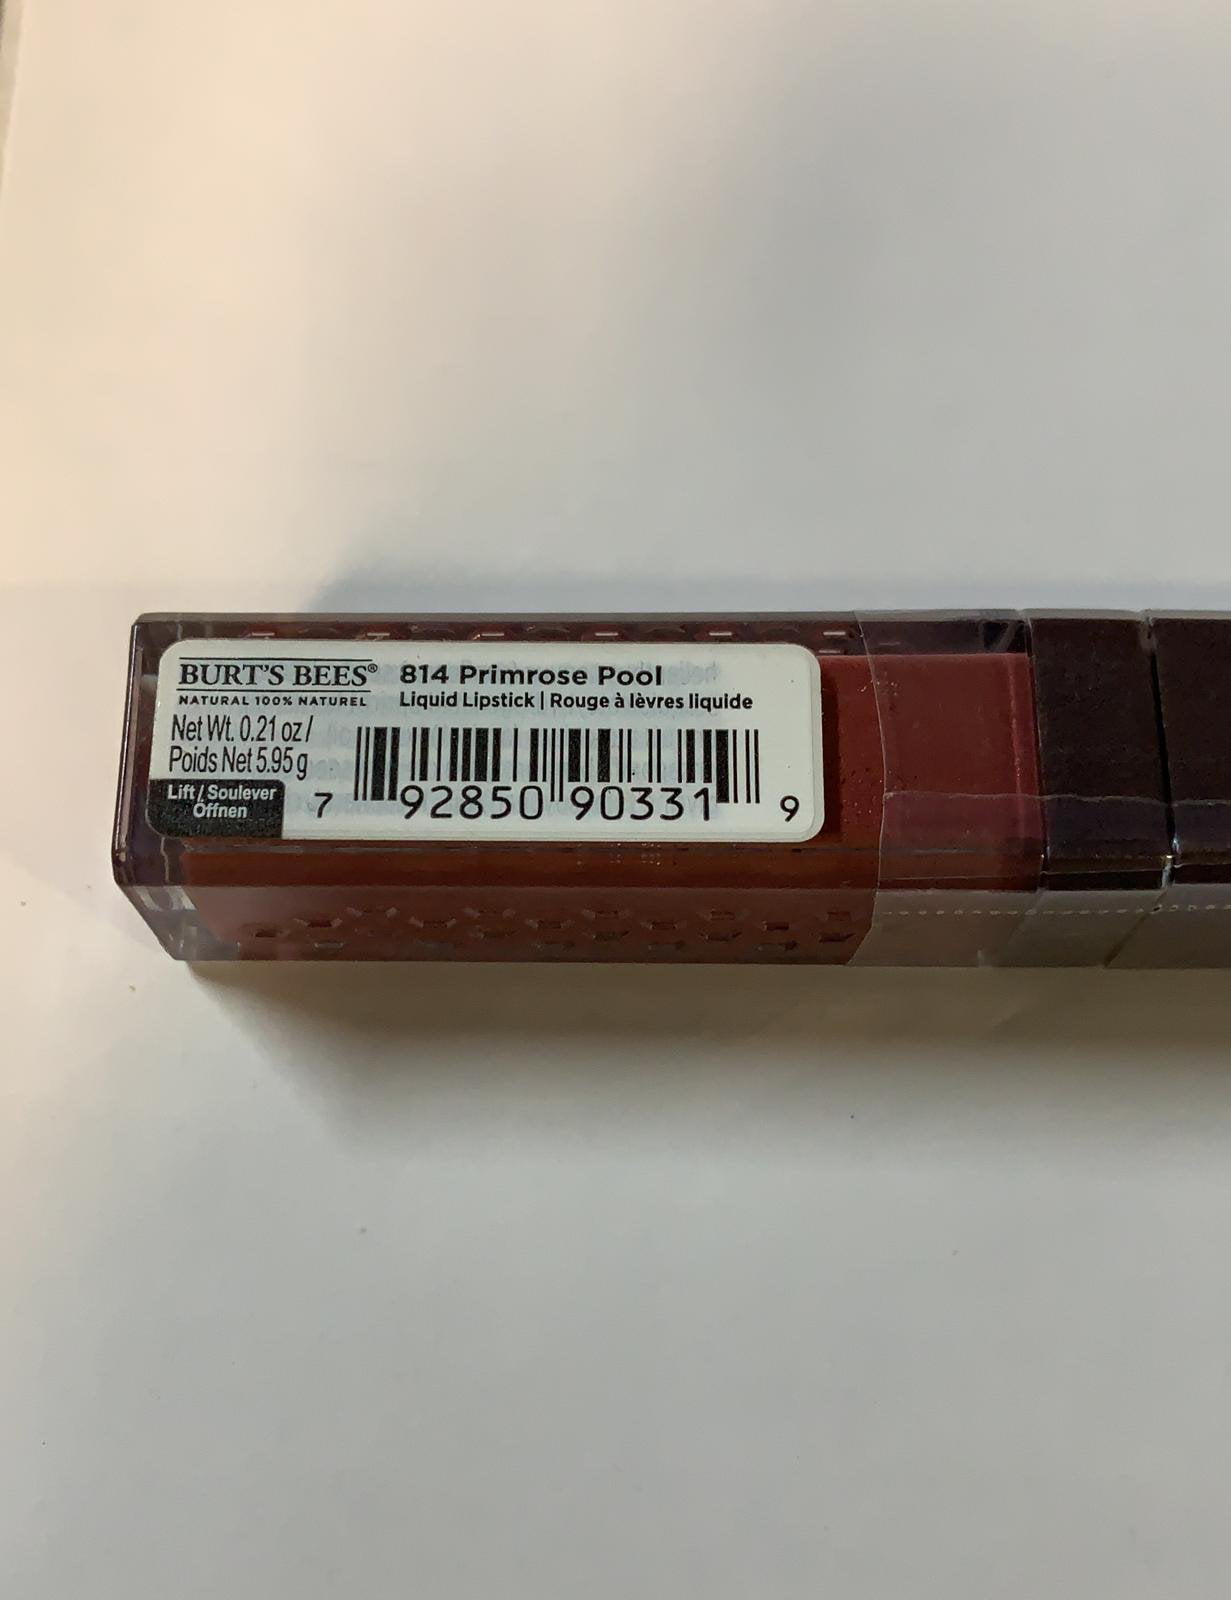 BURT'S BEES®
NATURAL 100% NATUREL
814 Primrose Pool
Liquid Lipstick | Rouge à lèvres liquide
Net Wt. 0.21 oz /
Poids Net 5.95 g
Lift / Soulever
Öffnen
7 92850 90331 9